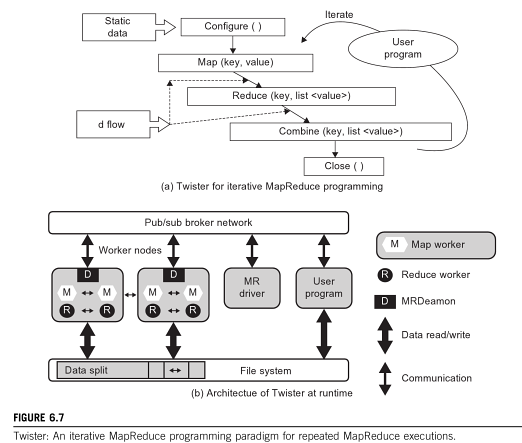 Static
data
Configure ( )
Iterate
User
program
Map (key, value)
Reduce (key, list <value>)
d flow
Combine (key, list <value>)
Close ( )
(a) Twister for iterative MapReduce programming
Pub/sub broker network
Worker nodes
D
D
M
M
M
M
R
R
R
R
MR
driver
User
program
M
Map worker
R
Reduce worker
D
MRDeamon
Data read/write
Communication
Data split
File system
(b) Architectue of Twister at runtime
FIGURE 6.7
Twister: An iterative MapReduce programming paradigm for repeated MapReduce executions.